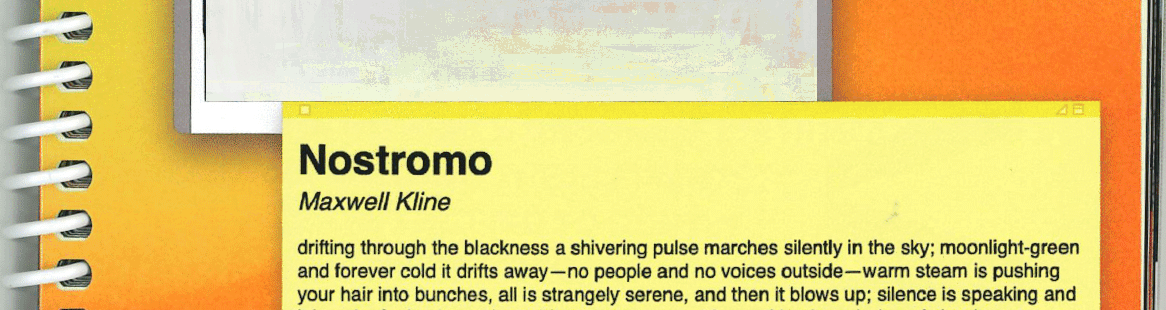 Nostromo
Maxwell Kline
drifting through the blackness a shivering pulse marches silently in the sky; moonlight-green
and forever cold it drifts away—no people and no voices outside—warm steam is pushing
your hair into bunches, all is strangely serene, and then it blows up; silence is speaking and